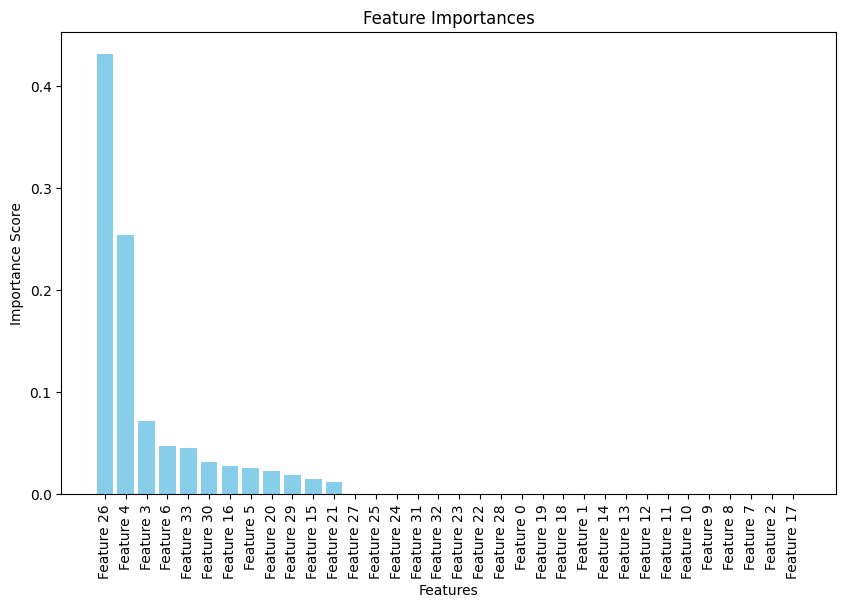 Feature Importances
Importance Score
0.4
0.3
0.2
0.1
0.0
Feature 26
Feature 4
Feature 3
Feature 6
Feature 33
Feature 30
Feature 16
Feature 5
Feature 20
Feature 29
Feature 15
Feature 21
Feature 27
Feature 25
Feature 24
Feature 31
Feature 32
Feature 23
Feature 22
Feature 28
Feature 0
Feature 19
Feature 18
Feature 1
Feature 14
Feature 13
Feature 12
Feature 11
Feature 10
Feature 9
Feature 8
Feature 7
Feature 2
Feature 17
Features